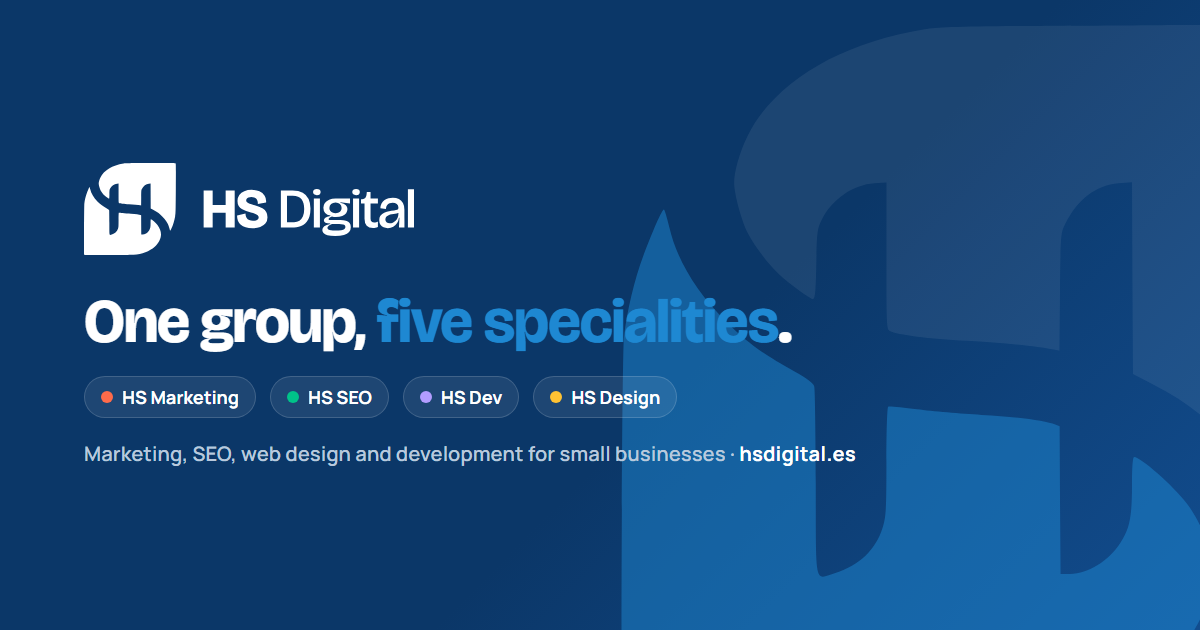 HS Digital
One group, five specialities.
HS Marketing HS SEO HS Dev HS Design
Marketing, SEO, web design and development for small businesses · hsdigital.es